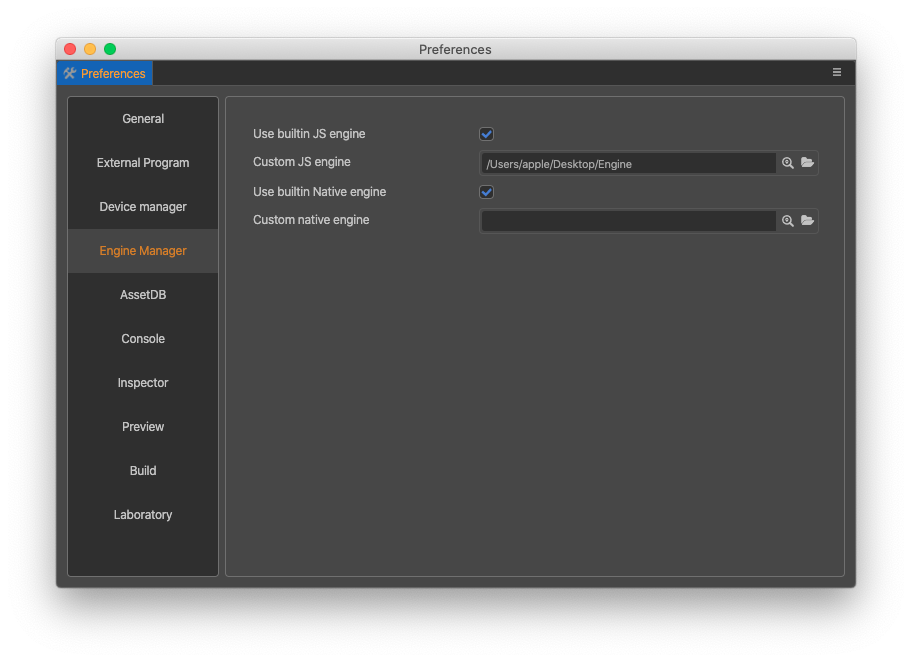 Preferences
Preferences
General
External Program
Device manager
Engine Manager
AssetDB
Console
Inspector
Preview
Build
Laboratory
Use builtin JS engine
Custom JS engine
/Users/apple/Desktop/Engine
Use builtin Native engine
Custom native engine